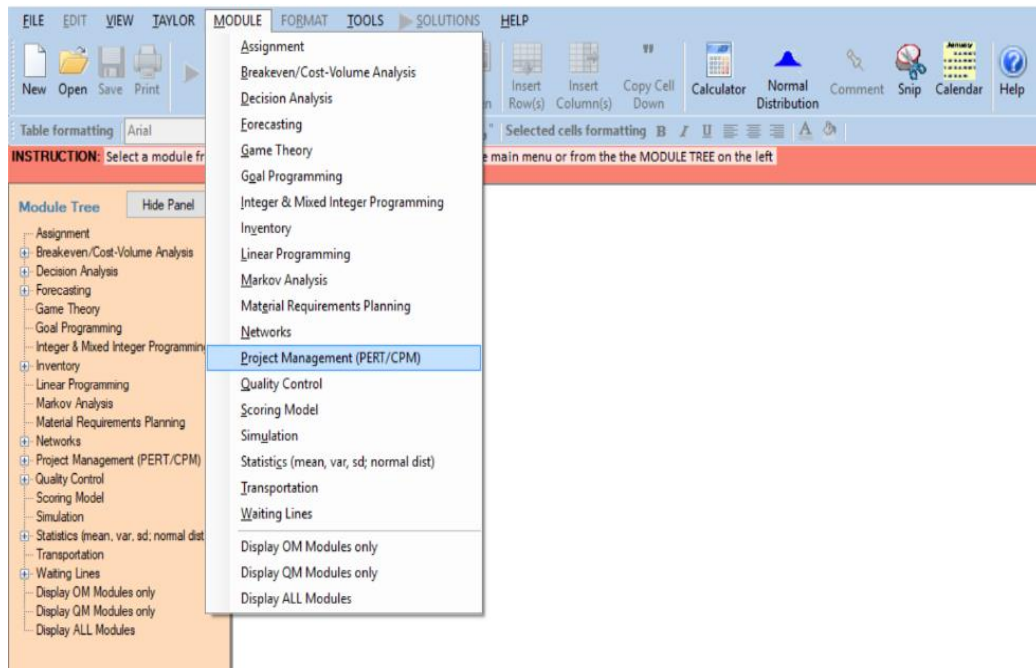 FILE EDIT VIEW TAYLOR MODULE FORMAT TOOLS SOLUTIONS HELP
New Open Save Print
Insert Row(s)
Insert Column(s)
Copy Cell Down
Calculator
Normal Distribution
Comment
Snip
January
Calendar
Help
Table formatting Arial
Selected cells formatting B I U A
INSTRUCTION: Select a module fr
e main menu or from the the MODULE TREE on the left
Module Tree
Hide Panel
Assignment
Breakeven/Cost-Volume Analysis
Decision Analysis
Forecasting
Game Theory
Goal Programming
Integer & Mixed Integer Programming
Inventory
Linear Programming
Markov Analysis
Material Requirements Planning
Networks
Project Management (PERT/CPM)
Quality Control
Scoring Model
Simulation
Statistics (mean, var, sd; normal dist
Transportation
Waiting Lines
Display OM Modules only
Display QM Modules only
Display ALL Modules
Assignment
Breakeven/Cost-Volume Analysis
Decision Analysis
Forecasting
Game Theory
Goal Programming
Integer & Mixed Integer Programming
Inventory
Linear Programming
Markov Analysis
Material Requirements Planning
Networks
Project Management (PERT/CPM)
Quality Control
Scoring Model
Simulation
Statistics (mean, var, sd; normal dist)
Transportation
Waiting Lines
Display OM Modules only
Display QM Modules only
Display ALL Modules